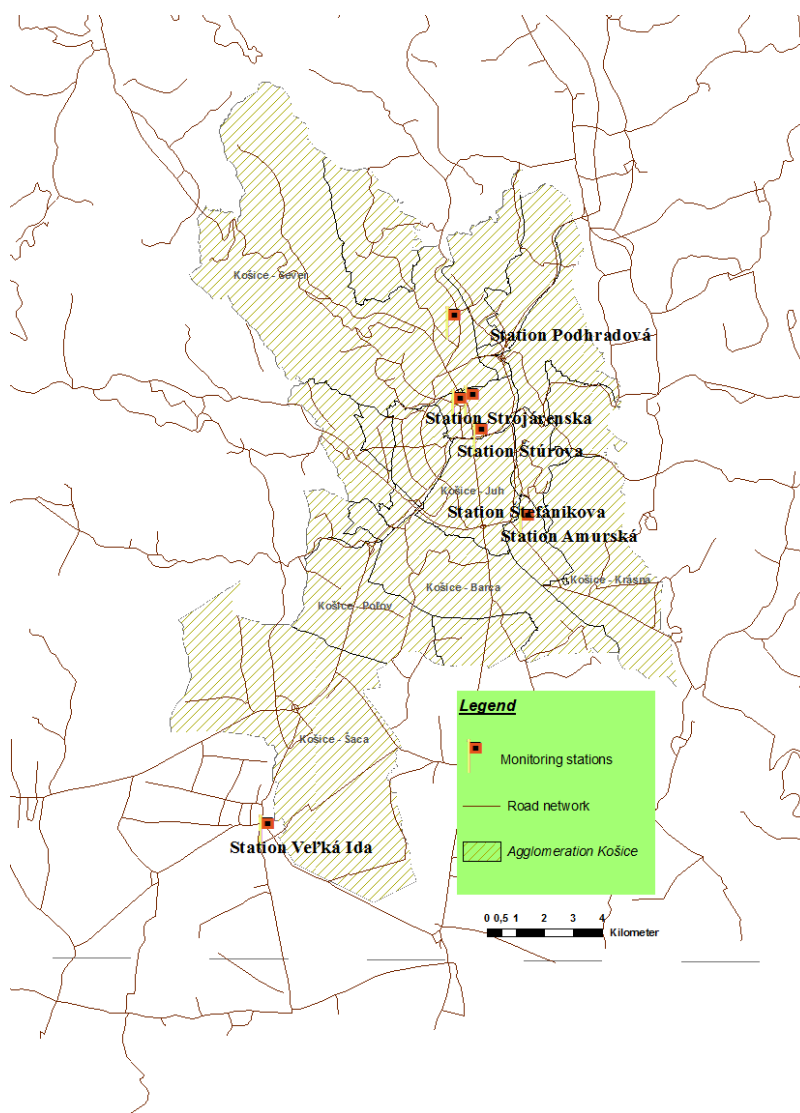 Košice - Sever
Station Podhradová
Station Strojárenska
Station Štúrova
Košice - Juh
Station Štefánikova
Station Amurská
Košice - Krásna
Košice - Barca
Košice - Poľov
Legend
Košice - Šaca
Monitoring stations
Road network
Station Veľká Ida
Agglomeration Košice
0 0,5 1 2 3 4
Kilometer